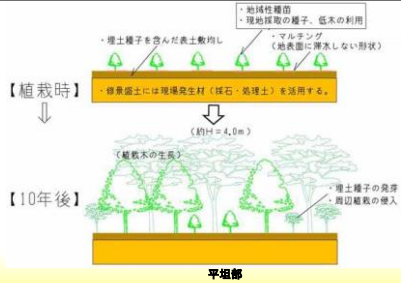 ・地域性種苗
・現地採取の種子、低木の利用
・埋土種子を含んだ表土敷均し
・マルチング
(地表面に滞水しない形状)
【植栽時】
・修景盛土には現場発生材(採石・処理土)を活用する。
(約H=4.0m)
(植栽木の生長)
【10年後】
・埋土種子の発芽
・周辺植栽の侵入
平坦部